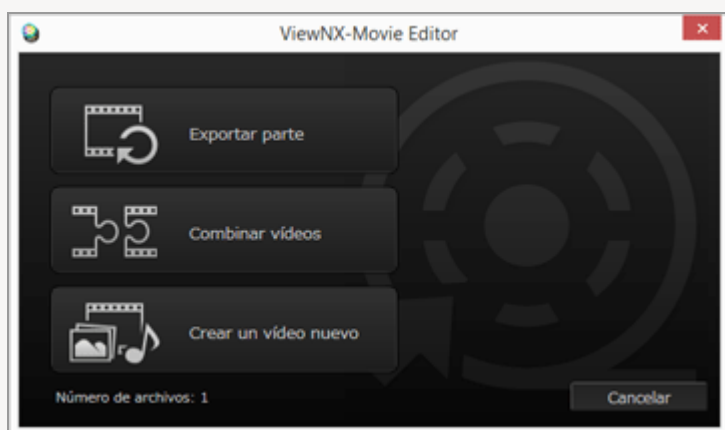 ViewNX-Movie Editor
Exportar parte
Combinar vídeos
Crear un vídeo nuevo
Número de archivos: 1
Cancelar